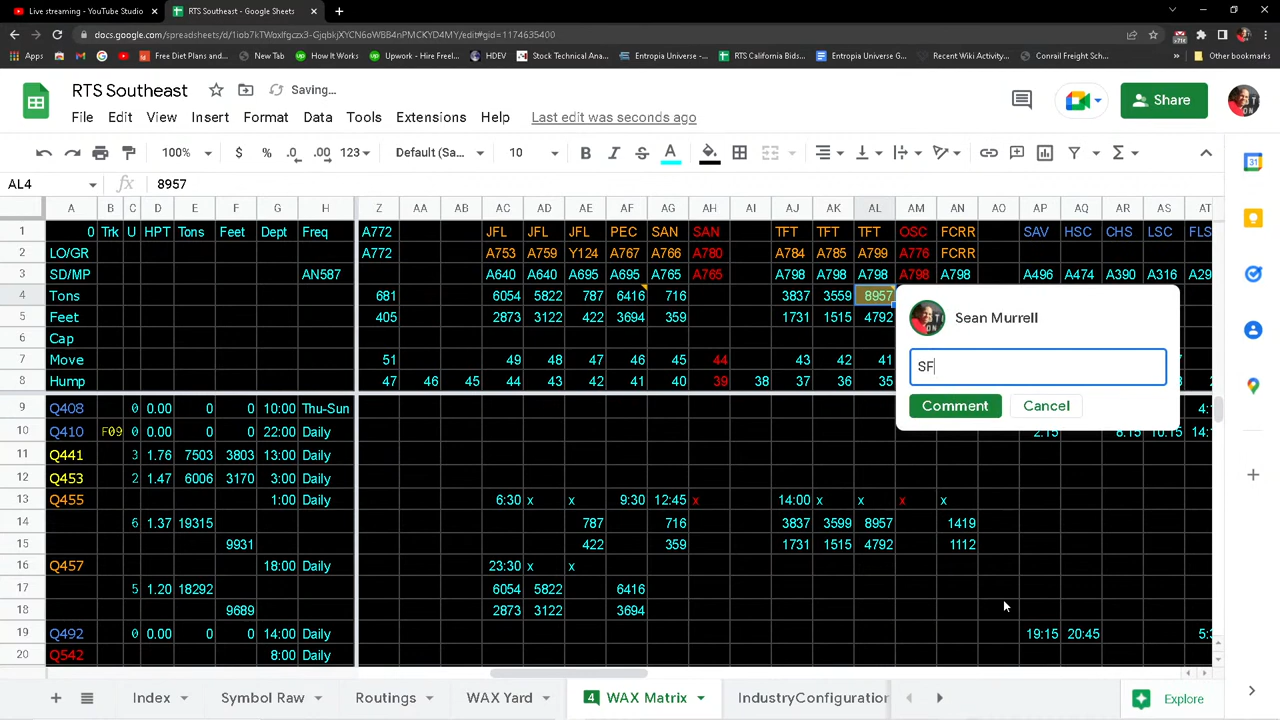 Live streaming - YouTube Studio × RTS Southeast - Google Sheets × +
docs.google.com/spreadsheets/d/1iob7kTWoxlfgczx3-GjqbkjXYCN6oWBB4nPMCKYD4MY/edit#gid=1174635400
Apps Free Diet Plans and... New Tab How It Works Upwork - Hire Freel... HDEV Stock Technical Ana... Entropia Universe -... RTS California Bids... Entropia Universe G... Recent Wiki Activity... Conrail Freight Sch... » Other bookmarks
RTS Southeast Saving...
File Edit View Insert Format Data Tools Extensions Help Last edit was seconds ago
Share
100% $ % .0 .00 123 Default (Sa... 10 B I S A
AL4 fx 8957
A B C D E F G H Z AA AB AC AD AE AF AG AH AI AJ AK AL AM AN AO AP AQ AR AS AT
1 0 Trk U HPT Tons Feet Dept Freq A772 JFL JFL JFL PEC SAN SAN TFT TFT TFT OSC FCRR SAV HSC CHS LSC FLS
2 LO/GR A772 A753 A759 Y124 A767 A766 A780 A784 A785 A799 A776 FCRR
3 SD/MP AN587 A640 A640 A695 A695 A765 A765 A798 A798 A798 A798 A798 A496 A474 A390 A316 A29
4 Tons 681 6054 5822 787 6416 716 3837 3559 8957
5 Feet 405 2873 3122 422 3694 359 1731 1515 4792
6 Cap
7 Move 51 49 48 47 46 45 44 43 42 41
8 Hump 47 46 45 44 43 42 41 40 39 38 37 36 35
Sean Murrell
SF
Comment Cancel
9 Q408 0 0.00 0 0 10:00 Thu-Sun 4:
10 Q410 F09 0 0.00 0 0 22:00 Daily 2:15 8:15 10:15 14:
11 Q441 3 1.76 7503 3803 13:00 Daily
12 Q453 2 1.47 6006 3170 3:00 Daily
13 Q455 1:00 Daily 6:30 x x 9:30 12:45 x 14:00 x x x x
14 6 1.37 19315 787 716 3837 3599 8957 1419
15 9931 422 359 1731 1515 4792 1112
16 Q457 18:00 Daily 23:30 x x
17 5 1.20 18292 6054 5822 6416
18 9689 2873 3122 3694
19 Q492 0 0.00 0 0 14:00 Daily 19:15 20:45 5:
20 Q542 8:00 Daily
+ Index Symbol Raw Routings WAX Yard 4 WAX Matrix IndustryConfiguration Explore
31